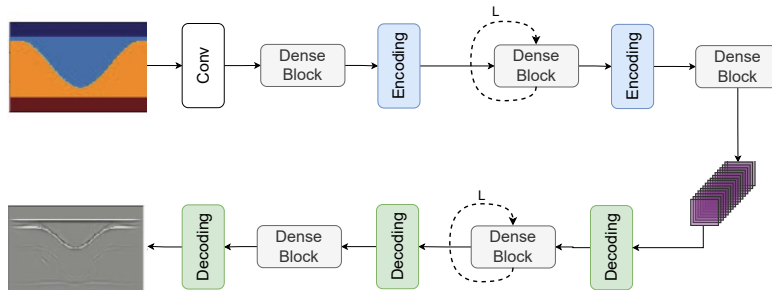 L
Conv
Dense
Block
Encoding
Dense
Block
Encoding
Dense
Block
L
Decoding
Dense
Block
Decoding
Dense
Block
Decoding